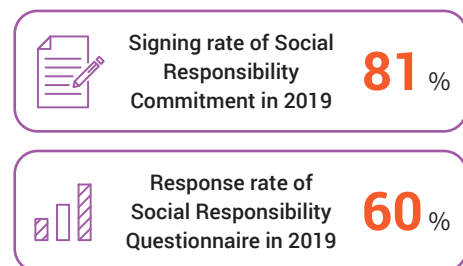 Signing rate of Social
Responsibility
Commitment in 2019
81 %
Response rate of
Social Responsibility
Questionnaire in 2019
60 %